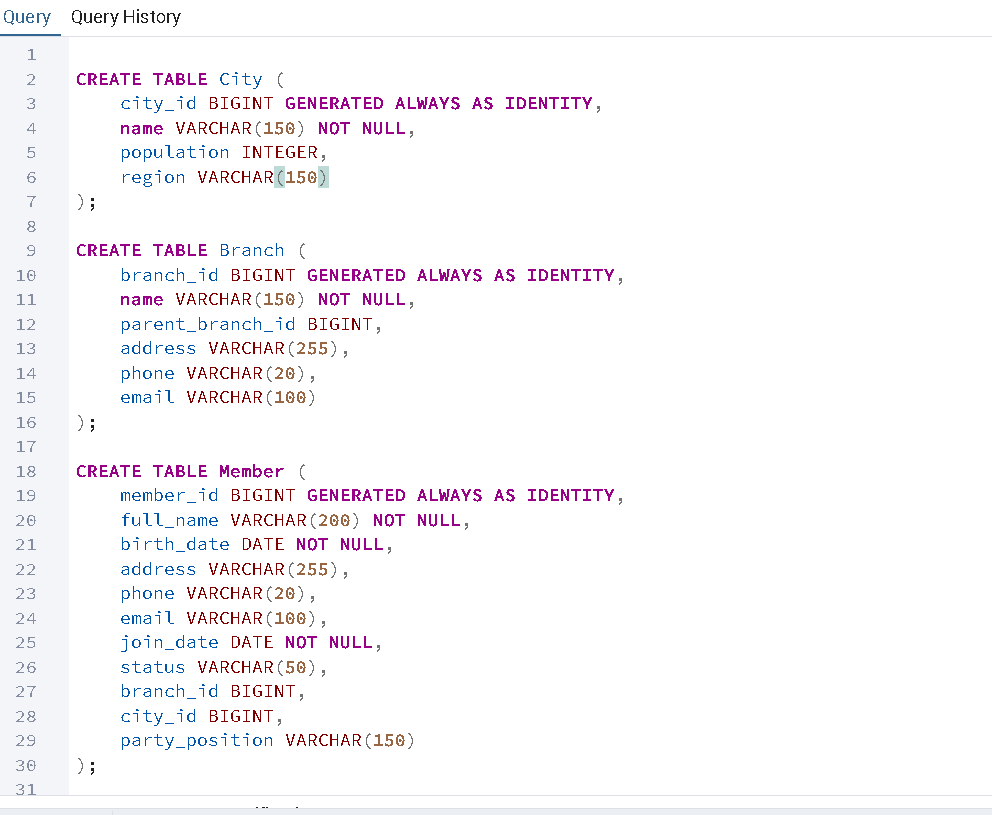 Query Query History
1
2 CREATE TABLE City (
3 city_id BIGINT GENERATED ALWAYS AS IDENTITY,
4 name VARCHAR(150) NOT NULL,
5 population INTEGER,
6 region VARCHAR(150)
7 );
8
9 CREATE TABLE Branch (
10 branch_id BIGINT GENERATED ALWAYS AS IDENTITY,
11 name VARCHAR(150) NOT NULL,
12 parent_branch_id BIGINT,
13 address VARCHAR(255),
14 phone VARCHAR(20),
15 email VARCHAR(100)
16 );
17
18 CREATE TABLE Member (
19 member_id BIGINT GENERATED ALWAYS AS IDENTITY,
20 full_name VARCHAR(200) NOT NULL,
21 birth_date DATE NOT NULL,
22 address VARCHAR(255),
23 phone VARCHAR(20),
24 email VARCHAR(100),
25 join_date DATE NOT NULL,
26 status VARCHAR(50),
27 branch_id BIGINT,
28 city_id BIGINT,
29 party_position VARCHAR(150)
30 );
31